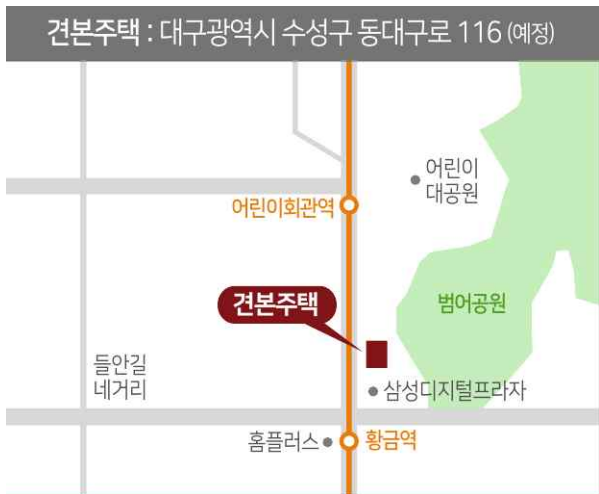 견본주택 : 대구광역시 수성구 동대구로 116 (예정)
어린이
대공원
어린이회관역
견본주택
범어공원
들안길
네거리
삼성디지털프라자
홈플러스
황금역